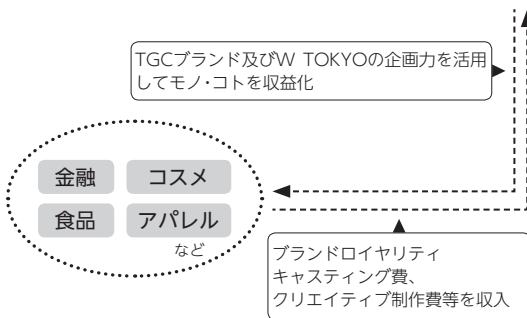 TGCブランド及びW TOKYOの企画力を活用
してモノ・コトを収益化
金融 コスメ
食品 アパレル
など
ブランドロイヤリティ
キャスティング費、
クリエイティブ制作費等を収入